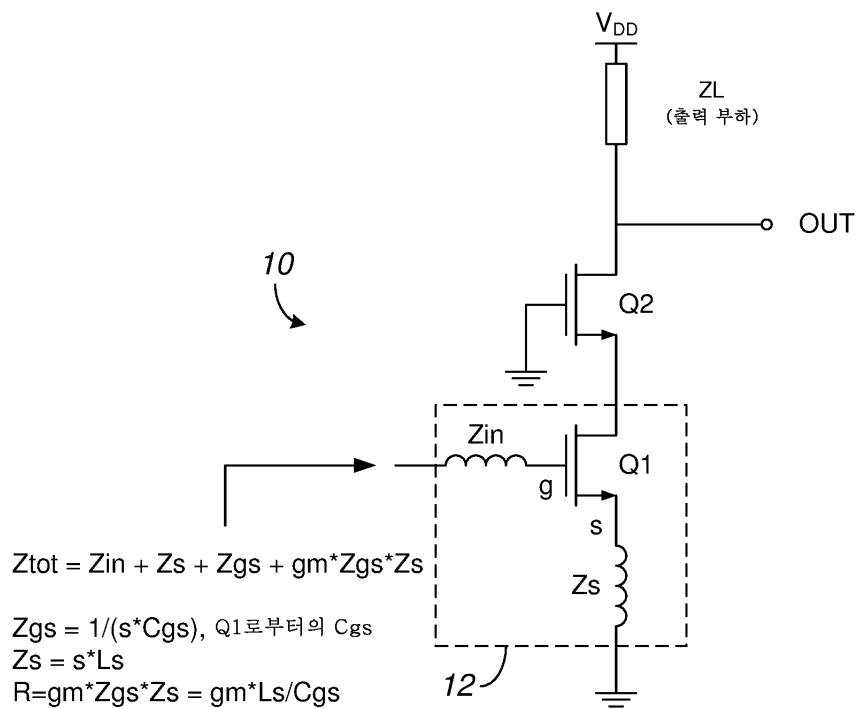 VDD
ZL
(출력 부하)
OUT
10
Q2
Zin
Q1
g
s
Ztot = Zin + Zs + Zgs + gm*Zgs*Zs
Zs
Zgs = 1/(s*Cgs), Q1로부터의 Cgs
Zs = s*Ls
R=gm*Zgs*Zs = gm*Ls/Cgs
12